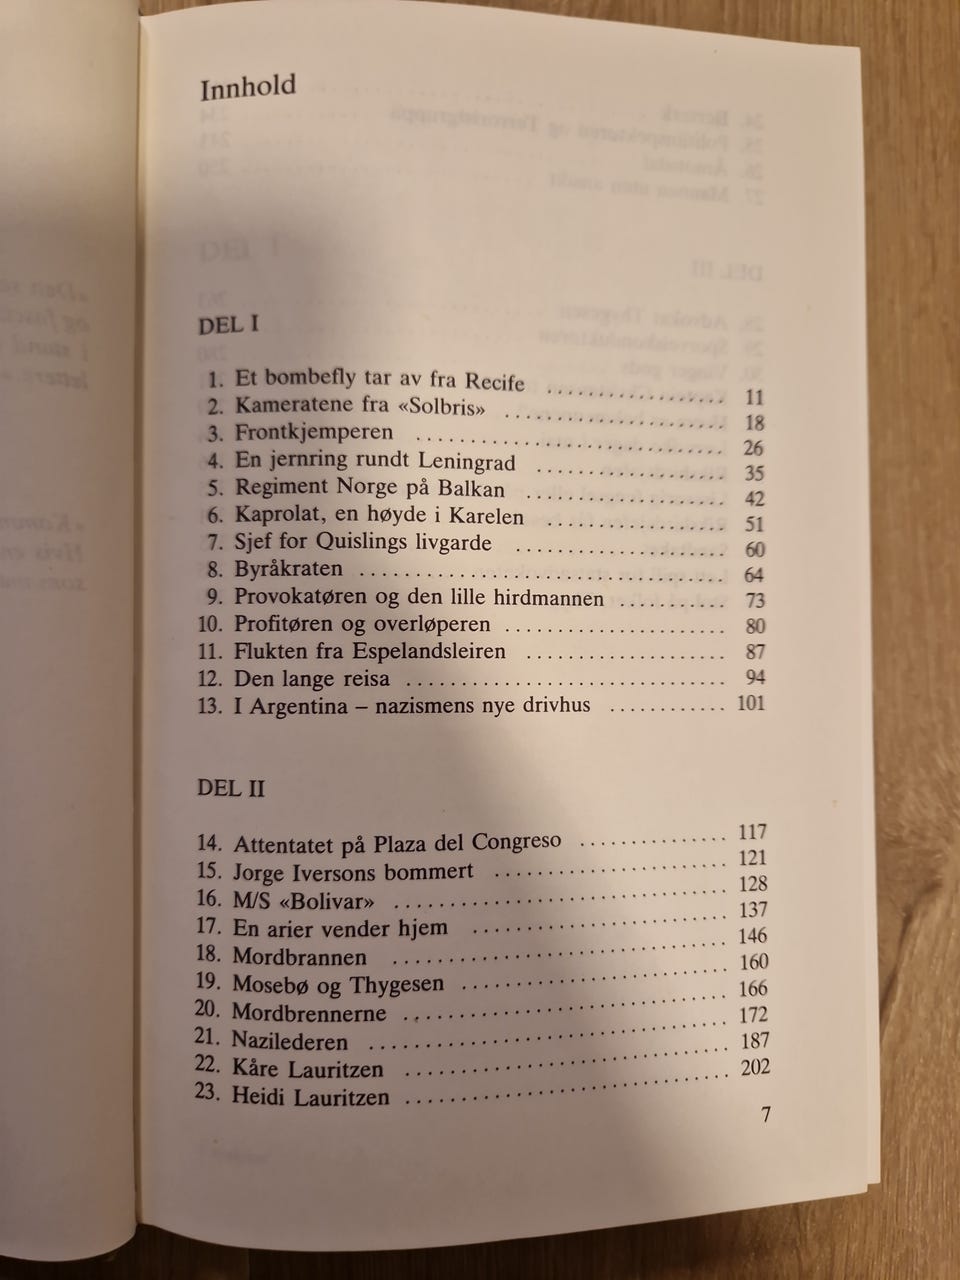 Innhold
DEL I
1. Et bombefly tar av fra Recife .................. 11
2. Kameratene fra «Solbris» .................. 18
3. Frontkjemperen .................. 26
4. En jernring rundt Leningrad .................. 35
5. Regiment Norge på Balkan .................. 42
6. Kaprolat, en høyde i Karelen .................. 51
7. Sjef for Quislings livgarde .................. 60
8. Byråkraten .................. 64
9. Provokatøren og den lille hirdmannen ........... 73
10. Profitøren og overløperen .................. 80
11. Flukten fra Espelandsleiren .................. 87
12. Den lange reisa .................. 94
13. I Argentina – nazismens nye drivhus ............ 101
DEL II
14. Attentatet på Plaza del Congreso .............. 117
15. Jorge Iversons bommert .................. 121
16. M/S «Bolivar» .................. 128
17. En arier vender hjem .................. 137
18. Mordbrannen .................. 146
19. Mosebø og Thygesen .................. 160
20. Mordbrennerne .................. 166
21. Nazilederen .................. 172
22. Kåre Lauritzen .................. 187
23. Heidi Lauritzen .................. 202
7